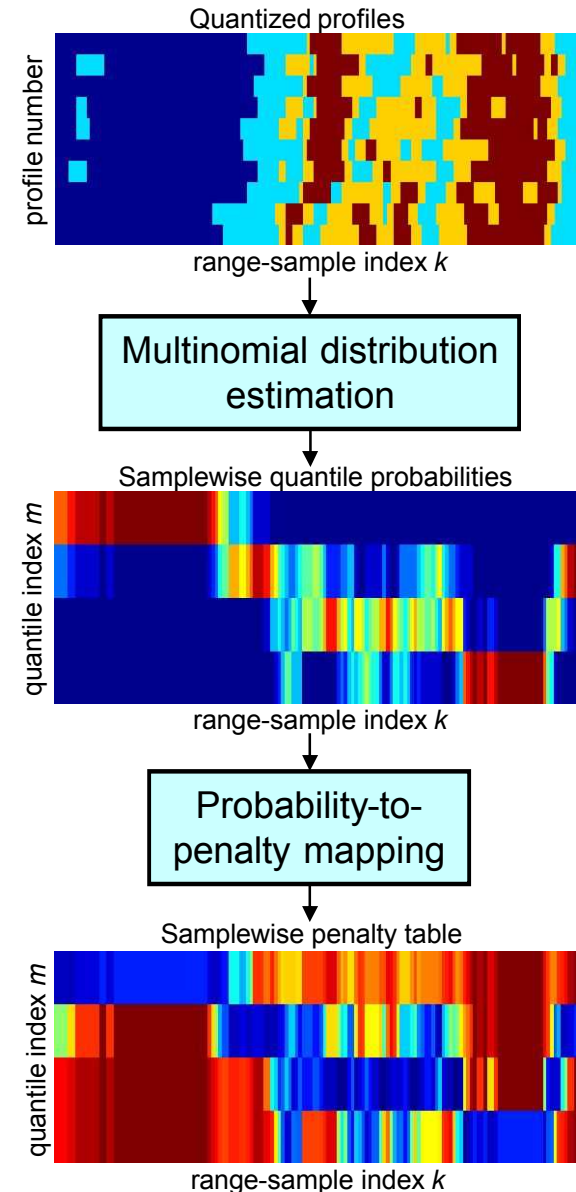 Quantized profiles
profile number
range-sample index k
Multinomial distribution
estimation
Samplewise quantile probabilities
quantile index m
range-sample index k
Probability-to-
penalty mapping
Samplewise penalty table
quantile index m
range-sample index k